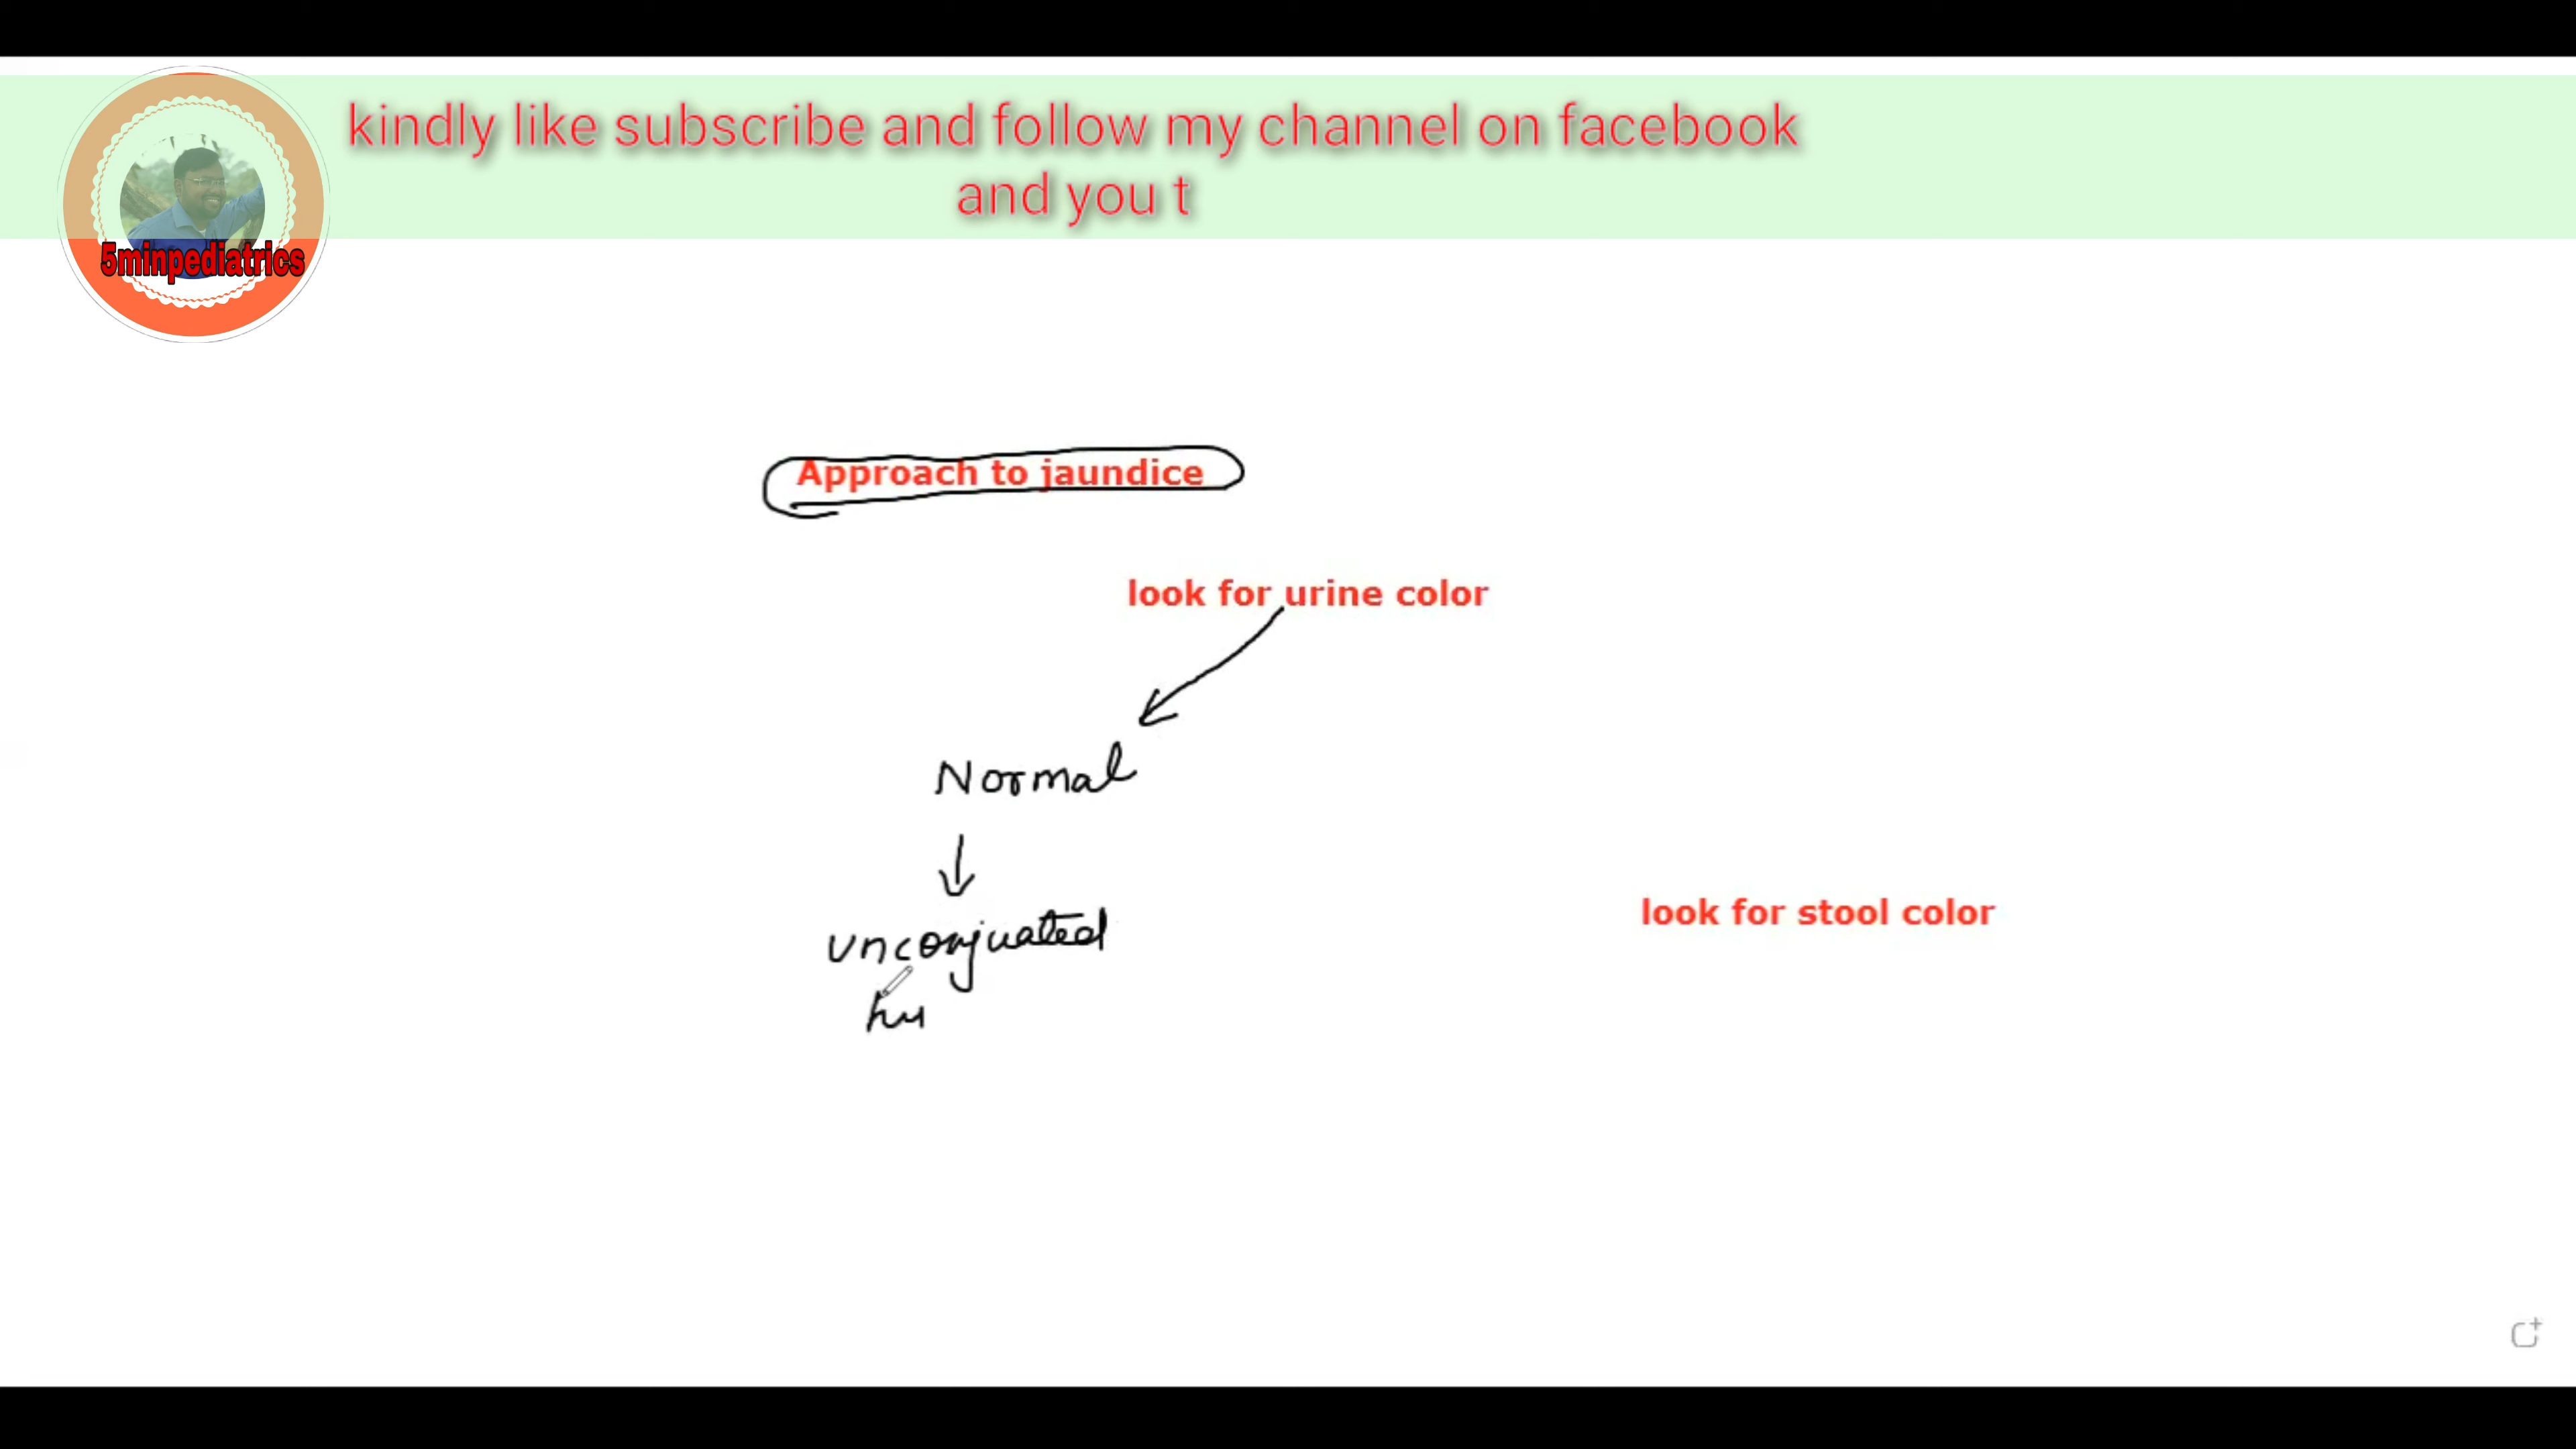 kindly like subscribe and follow my channel on facebook
and you t
5minpediatrics
Approach to jaundice
look for urine color
Normal
unconjuated
look for stool color